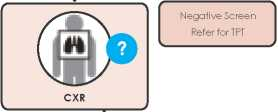 Negative Screen
Refer for TPT
?
CXR